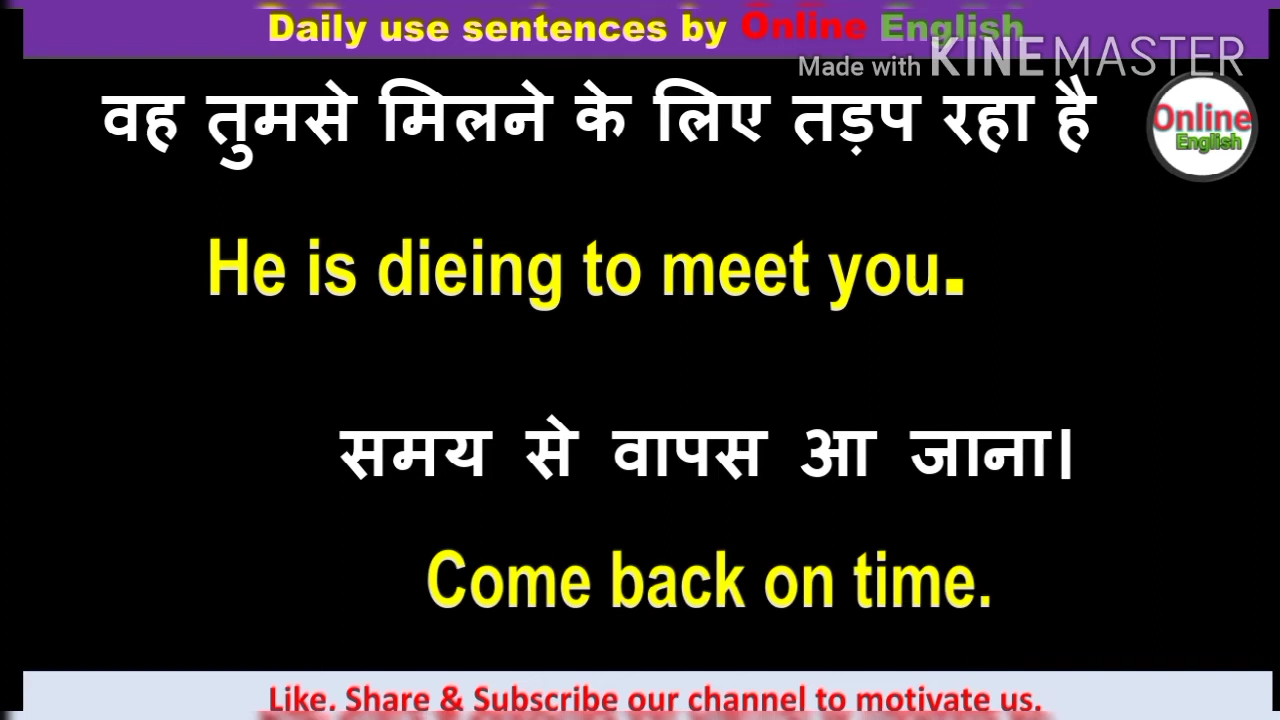 Daily use sentences by Online English
Made with KINEMASTER
वह तुमसे मिलने के लिए तड़प रहा है
Online
English
He is dieing to meet you.
समय से वापस आ जाना।
Come back on time.
Like, Share & Subscribe our channel to motivate us.